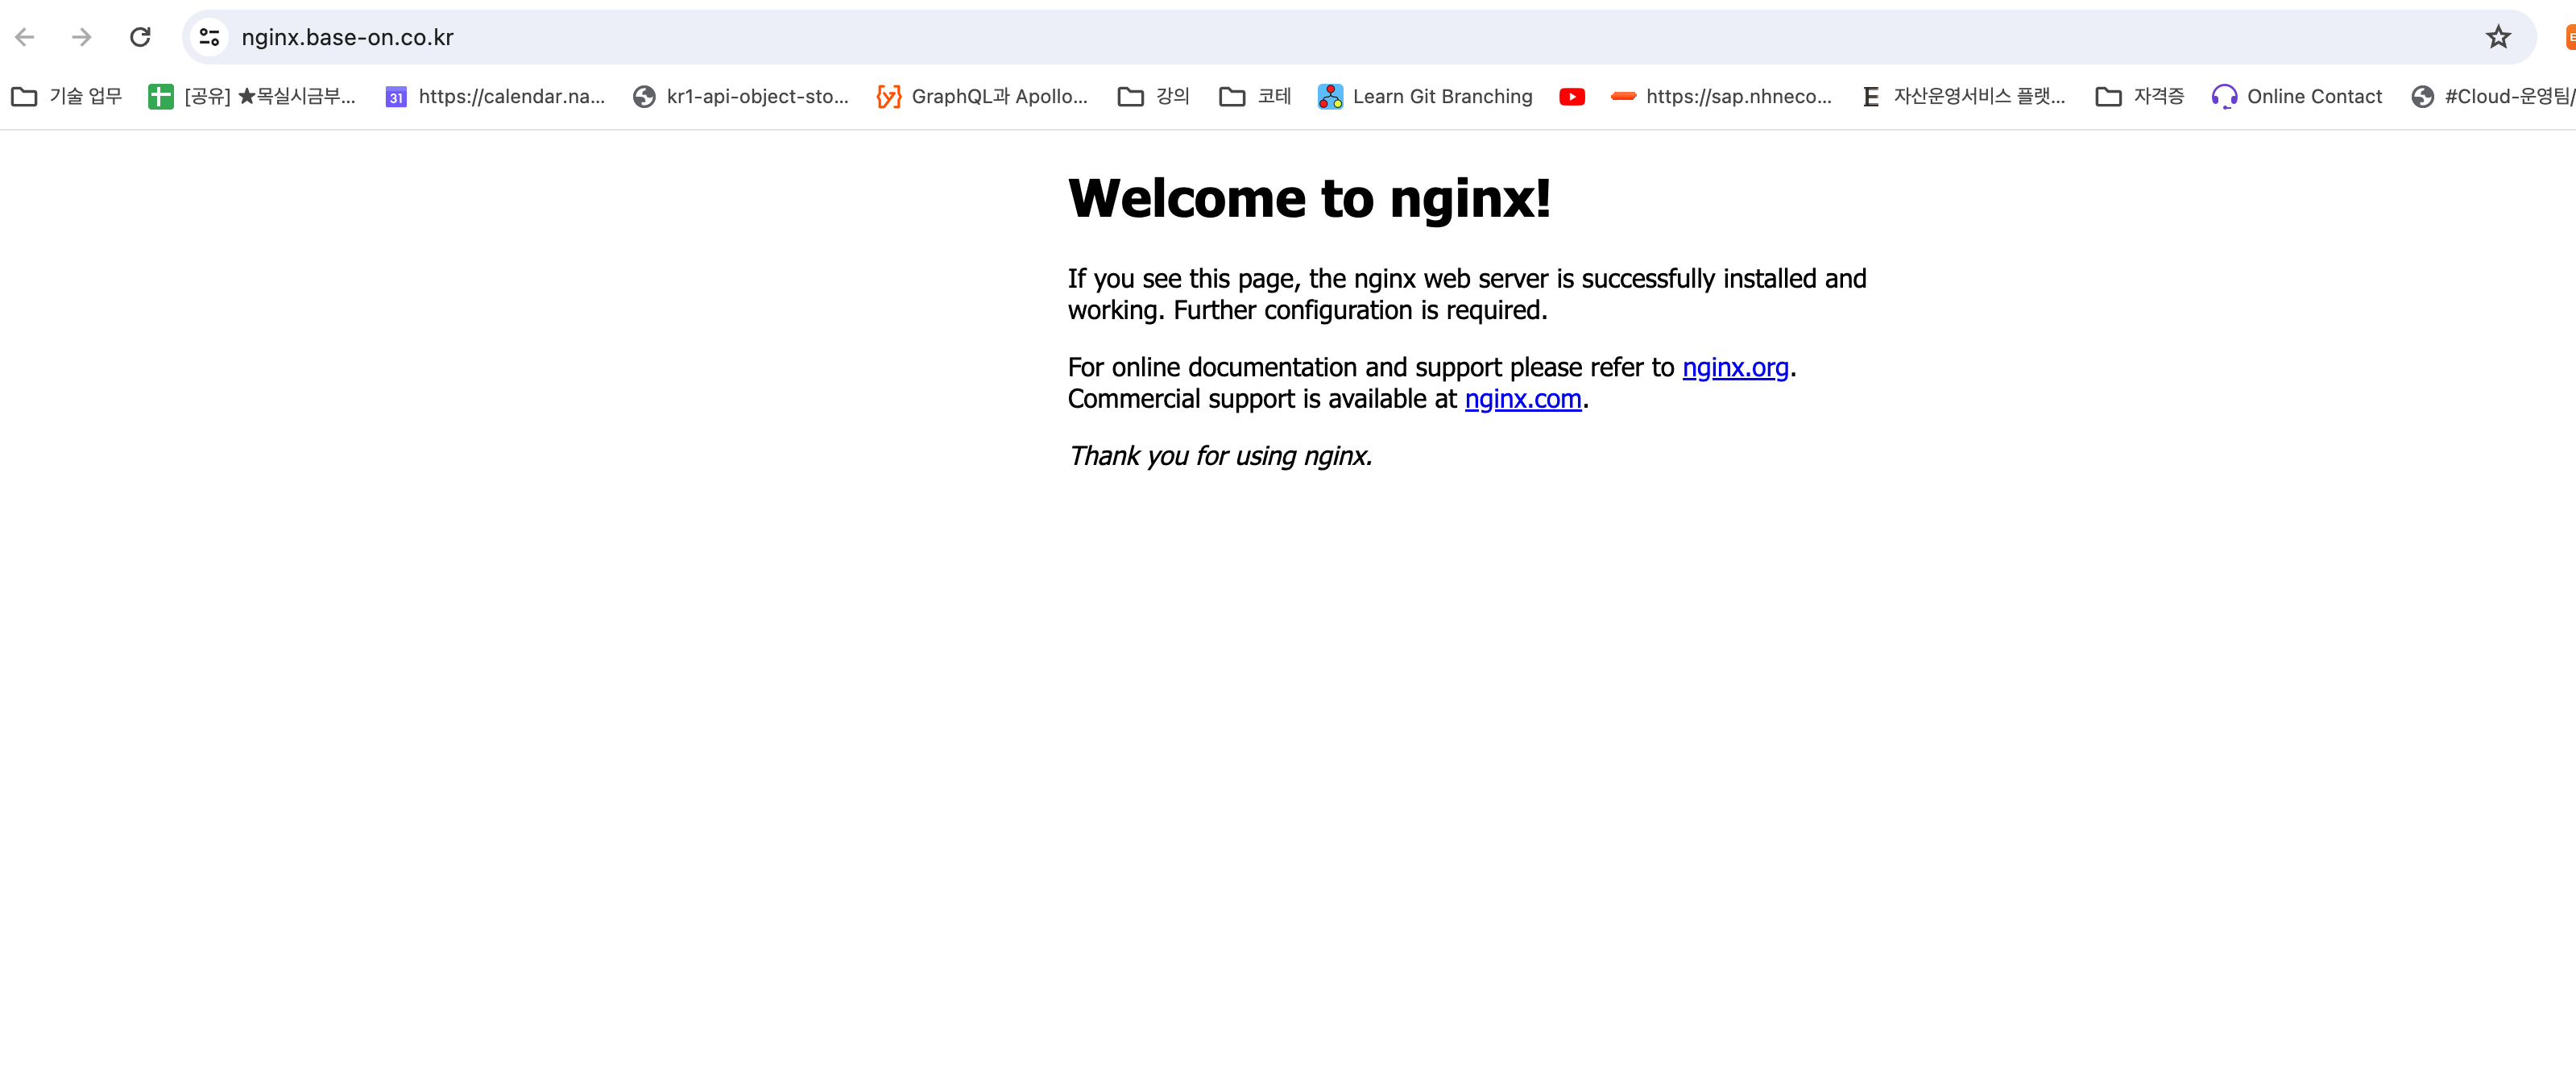 nginx.base-on.co.kr
기술 업무 [공유] ★목실시금부... https://calendar.na... kr1-api-object-sto... GraphQL과 Apollo... 강의 코테 Learn Git Branching https://sap.nhneco... 자산운영서비스 플랫... 자격증 Online Contact #Cloud-운영팀/
Welcome to nginx!
If you see this page, the nginx web server is successfully installed and
working. Further configuration is required.
For online documentation and support please refer to nginx.org.
Commercial support is available at nginx.com.
Thank you for using nginx.